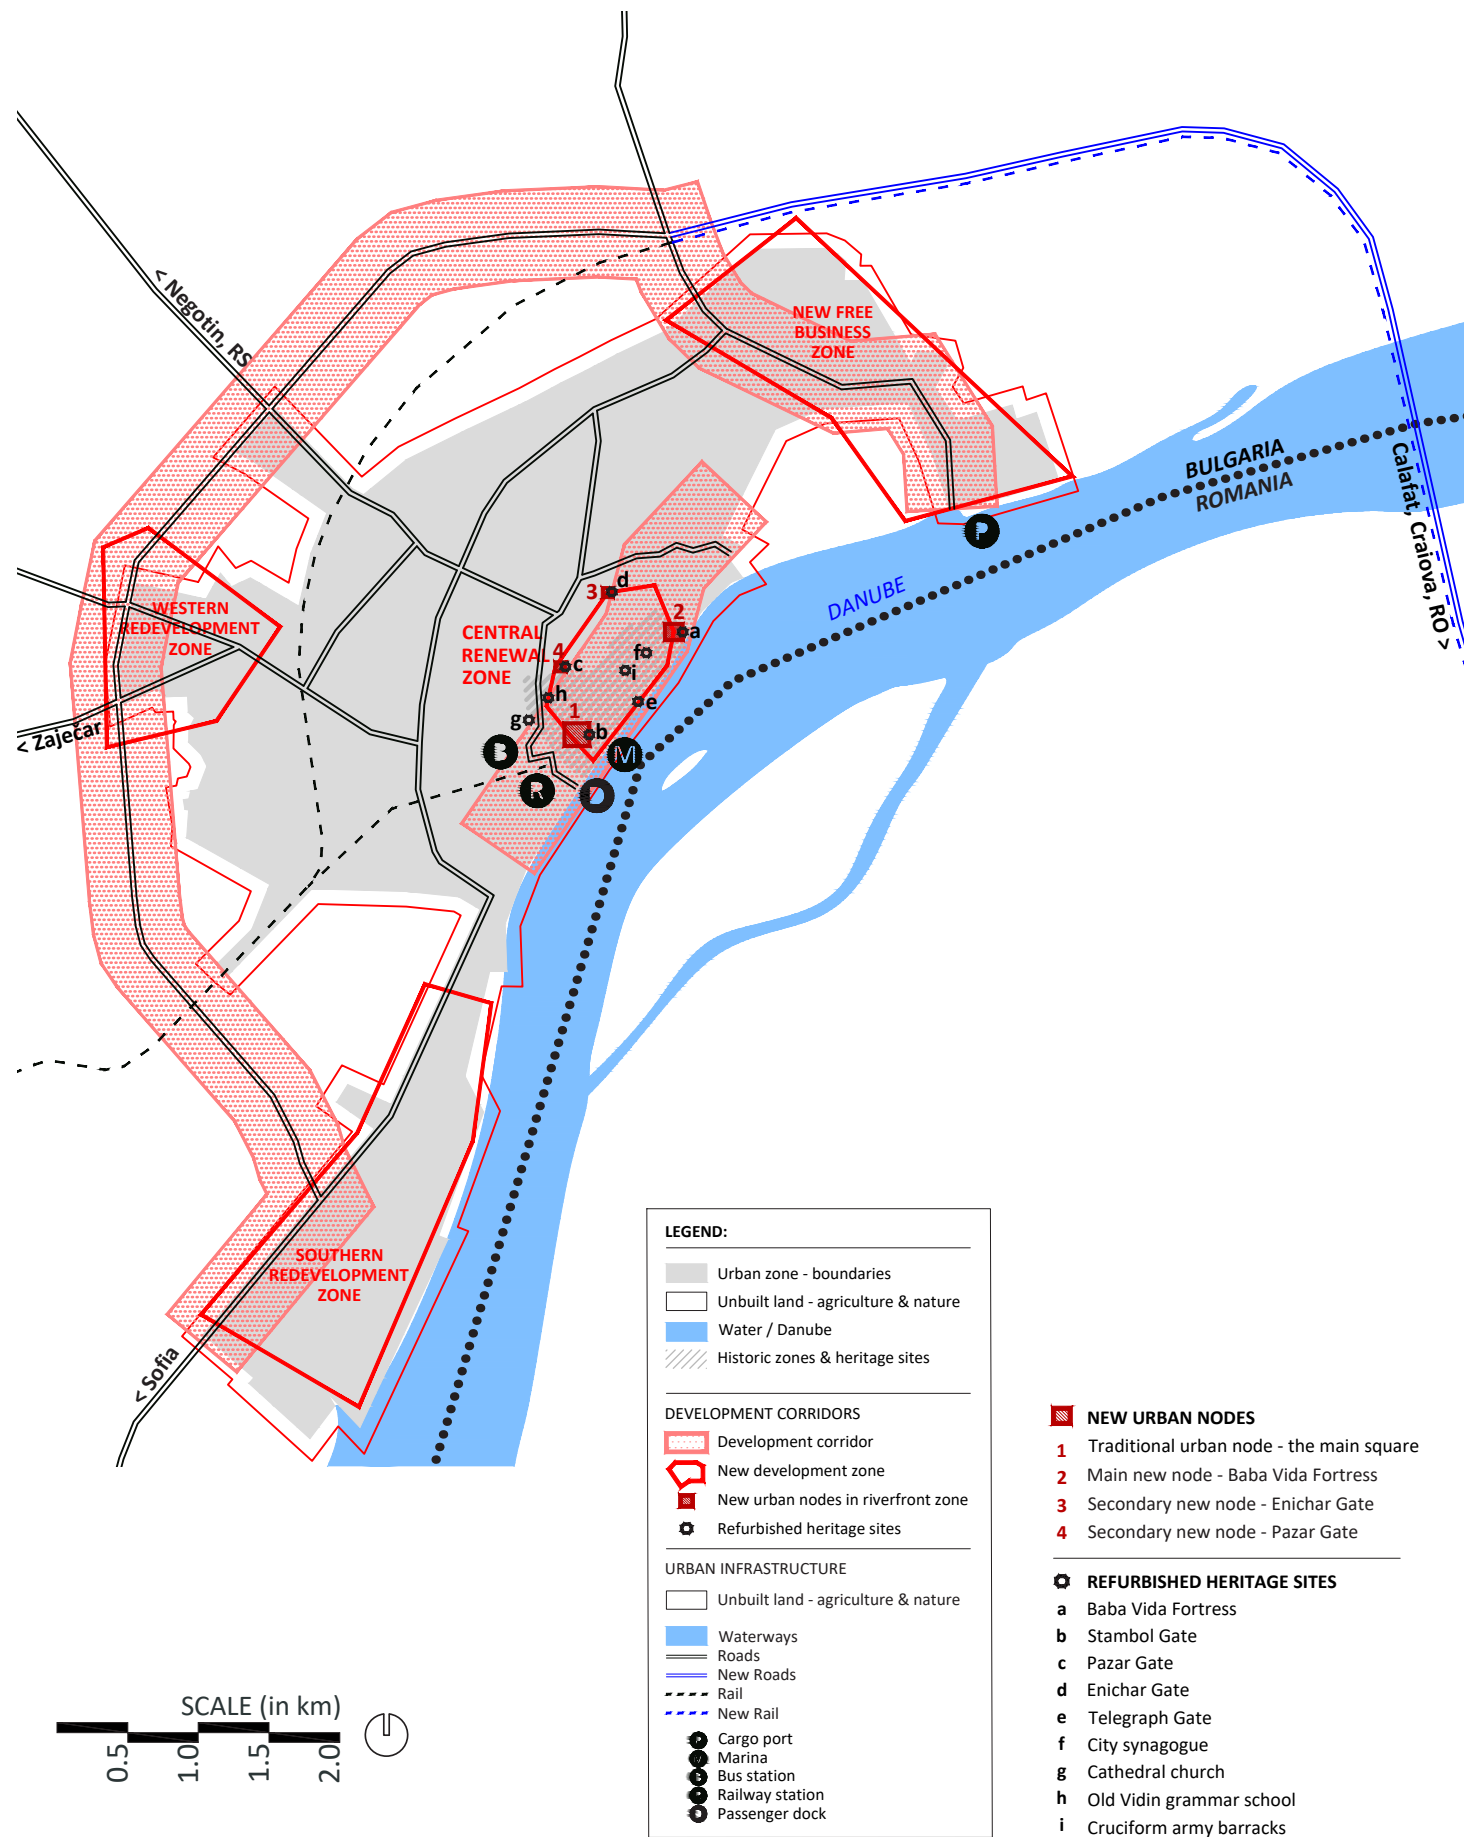 < Negotin, RS
NEW FREE
BUSINESS
ZONE
BULGARIA
ROMANIA
Calafat, Craiova, RO >
DANUBE
WESTERN
REDEVELOPMENT
ZONE
< Zaječar
CENTRAL
RENEWAL
ZONE
3
d
2
a
4
c
f
i
h
e
g
1
b
P
B
M
R
D
SOUTHERN
REDEVELOPMENT
ZONE
< Sofia
SCALE (in km)
0.5
1.0
1.5
2.0
LEGEND:
Urban zone - boundaries
Unbuilt land - agriculture & nature
Water / Danube
Historic zones & heritage sites
DEVELOPMENT CORRIDORS
Development corridor
New development zone
New urban nodes in riverfront zone
Refurbished heritage sites
URBAN INFRASTRUCTURE
Unbuilt land - agriculture & nature
Waterways
Roads
New Roads
Rail
New Rail
P Cargo port
M Marina
B Bus station
R Railway station
D Passenger dock
NEW URBAN NODES
1 Traditional urban node - the main square
2 Main new node - Baba Vida Fortress
3 Secondary new node - Enichar Gate
4 Secondary new node - Pazar Gate
REFURBISHED HERITAGE SITES
a Baba Vida Fortress
b Stambol Gate
c Pazar Gate
d Enichar Gate
e Telegraph Gate
f City synagogue
g Cathedral church
h Old Vidin grammar school
i Cruciform army barracks